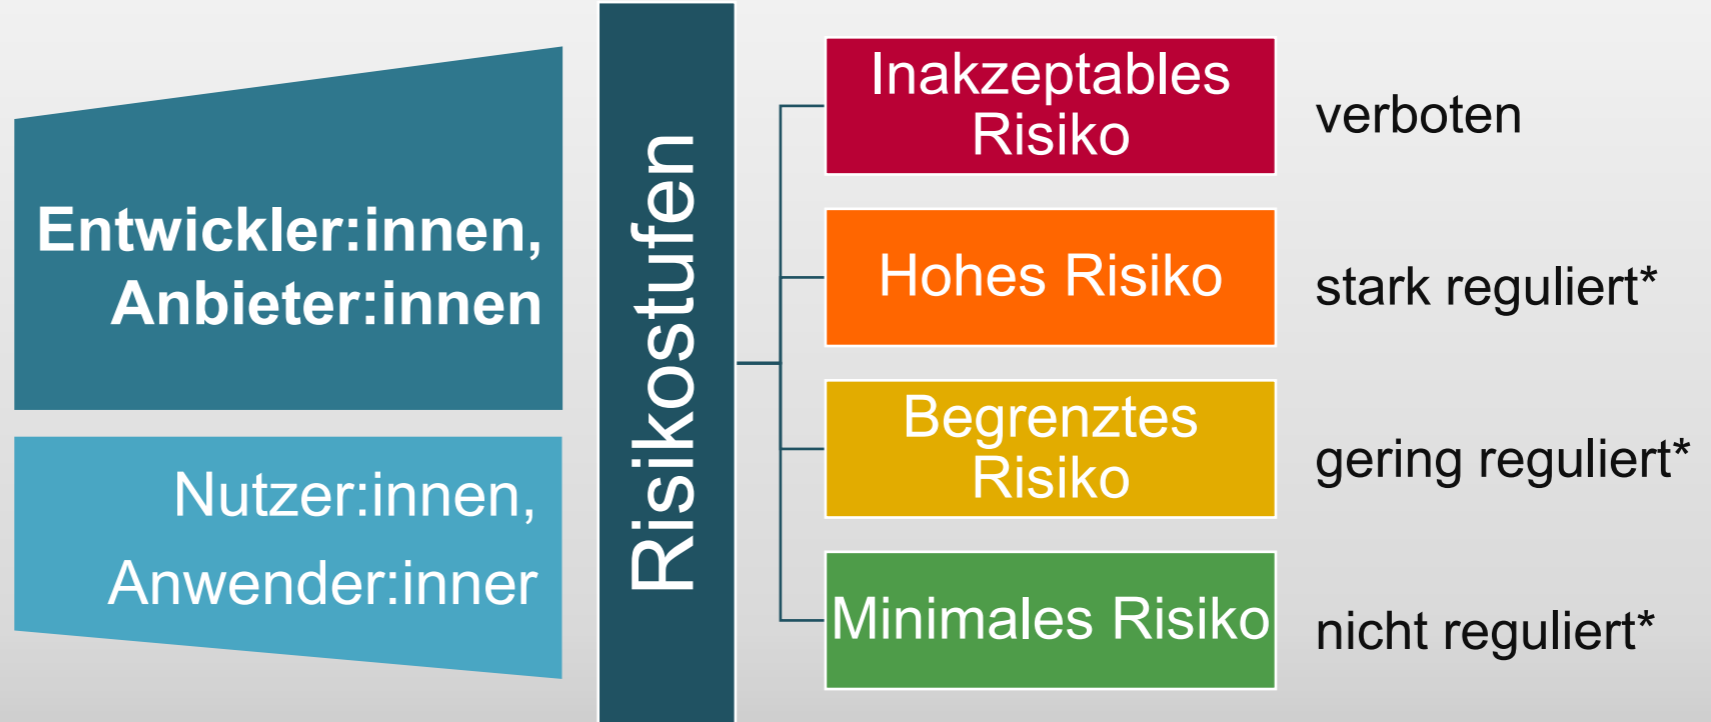 Entwickler:innen,
Anbieter:innen
Nutzer:innen,
Anwender:inner
Risikostufen
Inakzeptables
Risiko
verboten
Hohes Risiko
stark reguliert*
Begrenztes
Risiko
gering reguliert*
Minimales Risiko
nicht reguliert*